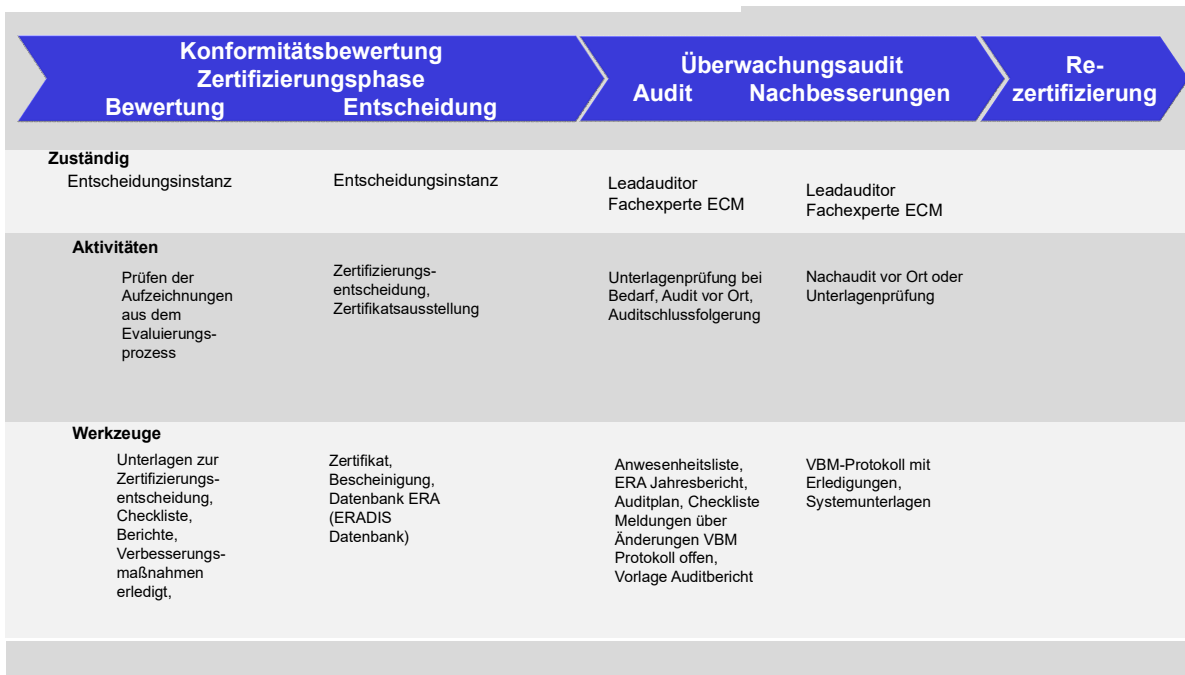 Konformitätsbewertung
Zertifizierungsphase
Bewertung Entscheidung
Überwachungsaudit
Audit Nachbesserungen
Re-
zertifizierung
Zuständig
Entscheidungsinstanz
Entscheidungsinstanz
Leadauditor
Fachexperte ECM
Leadauditor
Fachexperte ECM
Aktivitäten
Prüfen der
Aufzeichnungen
aus dem
Evaluierungs-
prozess
Zertifizierungs-
entscheidung,
Zertifikatsausstellung
Unterlagenprüfung bei
Bedarf, Audit vor Ort,
Auditschlussfolgerung
Nachaudit vor Ort oder
Unterlagenprüfung
Werkzeuge
Unterlagen zur
Zertifizierungs-
entscheidung,
Checkliste,
Berichte,
Verbesserungs-
maßnahmen
erledigt,
Zertifikat,
Bescheinigung,
Datenbank ERA
(ERADIS
Datenbank)
Anwesenheitsliste,
ERA Jahresbericht,
Auditplan, Checkliste
Meldungen über
Änderungen VBM
Protokoll offen,
Vorlage Auditbericht
VBM-Protokoll mit
Erledigungen,
Systemunterlagen